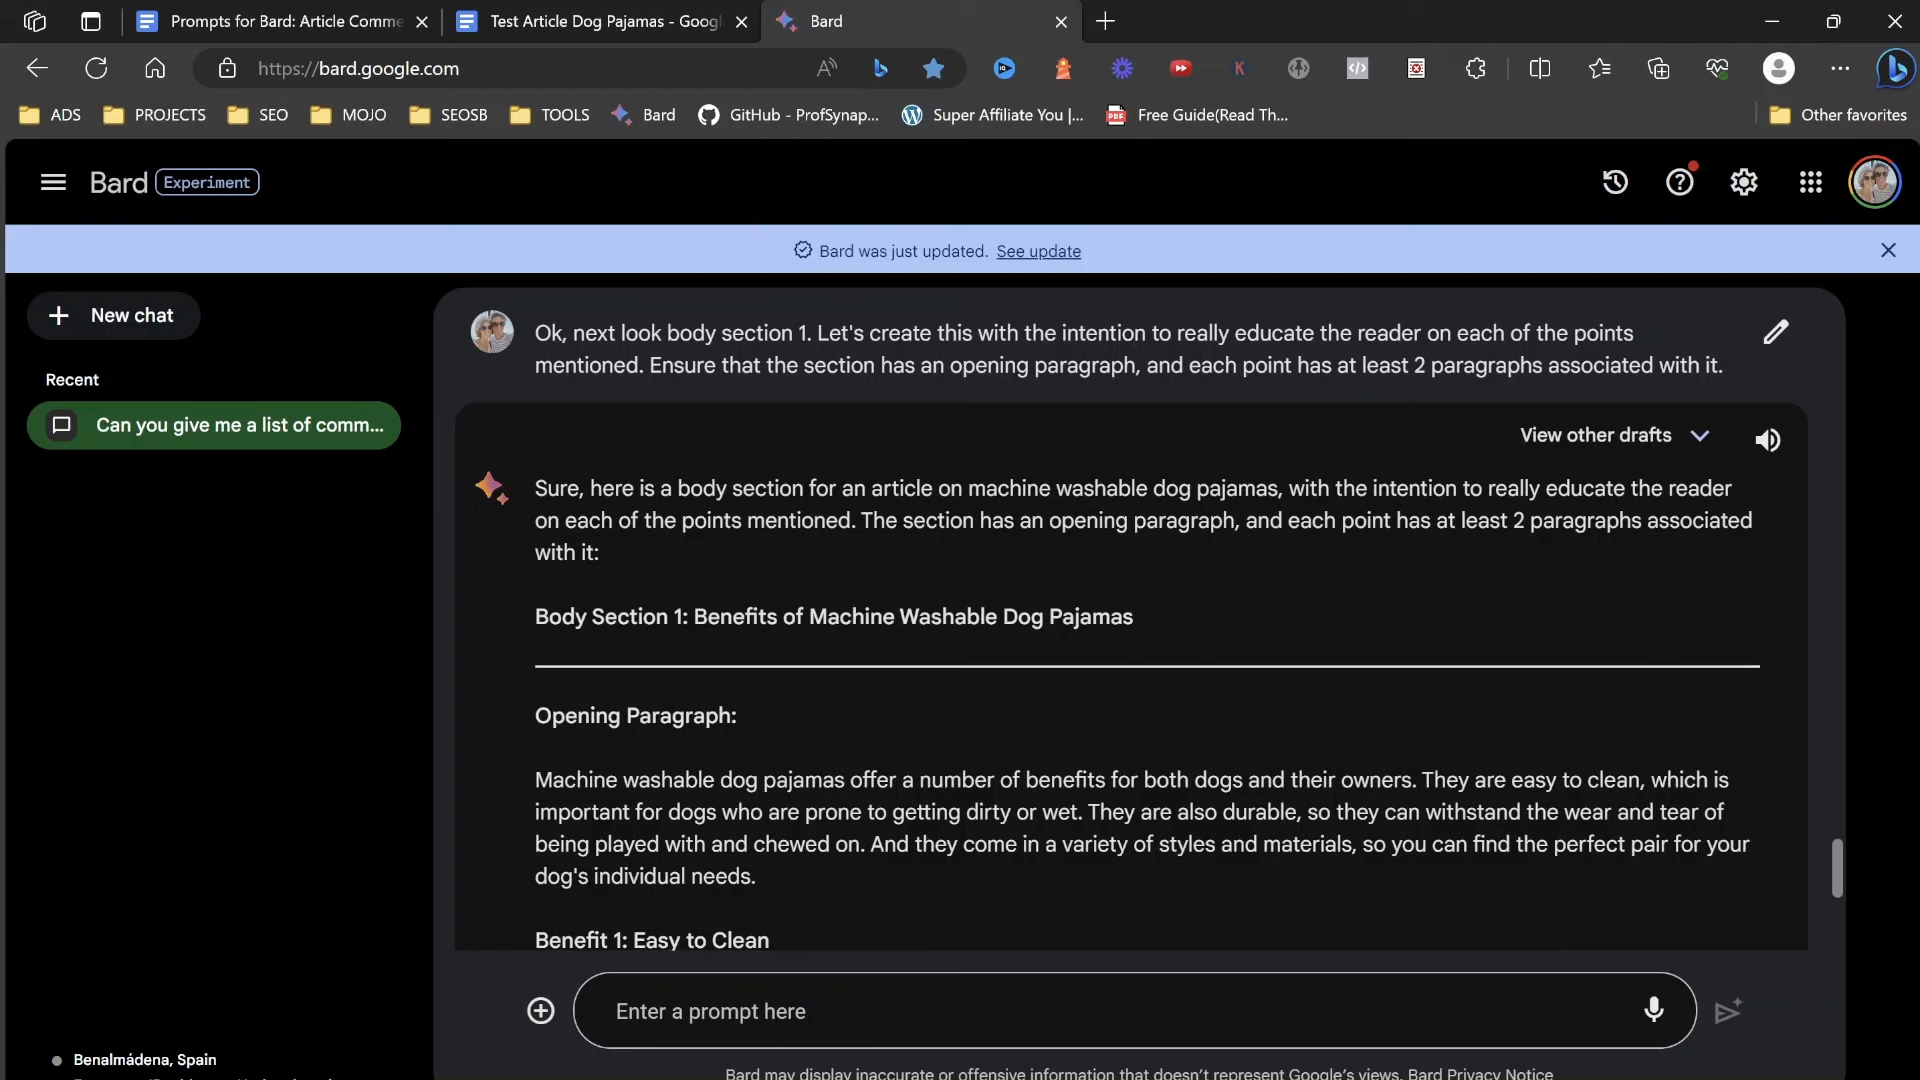 Prompts for Bard: Article Comme
Test Article Dog Pajamas - Googl
Bard
https://bard.google.com
ADS
PROJECTS
SEO
MOJO
SEOSB
TOOLS
Bard
GitHub - ProfSynap...
Super Affiliate You |...
PDF
Free Guide(Read Th...
Other favorites
Bard Experiment
Bard was just updated. See update
New chat
Recent
Can you give me a list of comm...
Ok, next look body section 1. Let's create this with the intention to really educate the reader on each of the points
mentioned. Ensure that the section has an opening paragraph, and each point has at least 2 paragraphs associated with it.
View other drafts
Sure, here is a body section for an article on machine washable dog pajamas, with the intention to really educate the reader
on each of the points mentioned. The section has an opening paragraph, and each point has at least 2 paragraphs associated
with it:
Body Section 1: Benefits of Machine Washable Dog Pajamas
Opening Paragraph:
Machine washable dog pajamas offer a number of benefits for both dogs and their owners. They are easy to clean, which is
important for dogs who are prone to getting dirty or wet. They are also durable, so they can withstand the wear and tear of
being played with and chewed on. And they come in a variety of styles and materials, so you can find the perfect pair for your
dog's individual needs.
Benefit 1: Easy to Clean
Enter a prompt here
Benalmádena, Spain
Bard may display inaccurate or offensive information that doesn't represent Google's views. Bard Privacy Notice